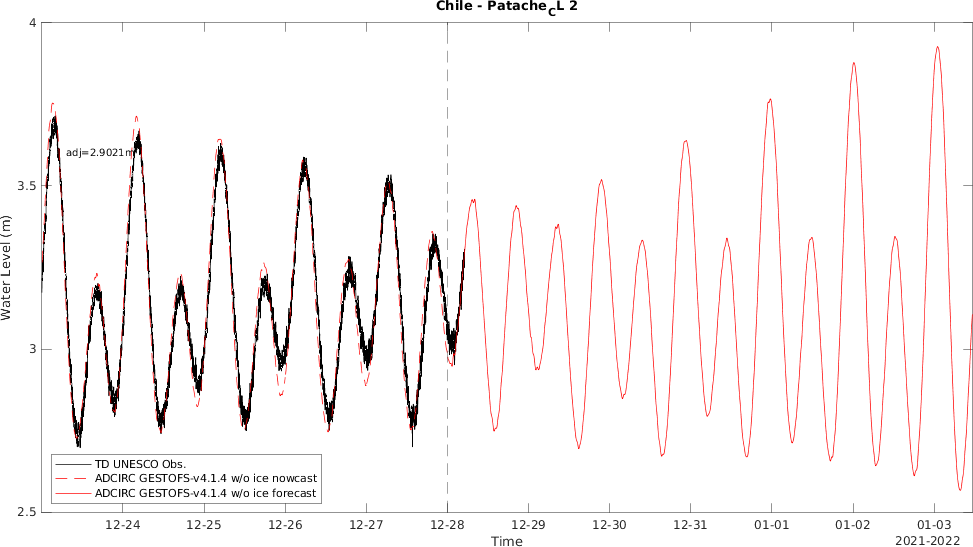 Chile - Patache_CL 2
4
adj=2.9021m
3.5
Water Level (m)
3
TD UNESCO Obs.
ADCIRC GESTOFS-v4.1.4 w/o ice nowcast
ADCIRC GESTOFS-v4.1.4 w/o ice forecast
2.5
12-24 12-25 12-26 12-27 12-28 12-29 12-30 12-31 01-01 01-02 01-03
Time
2021-2022